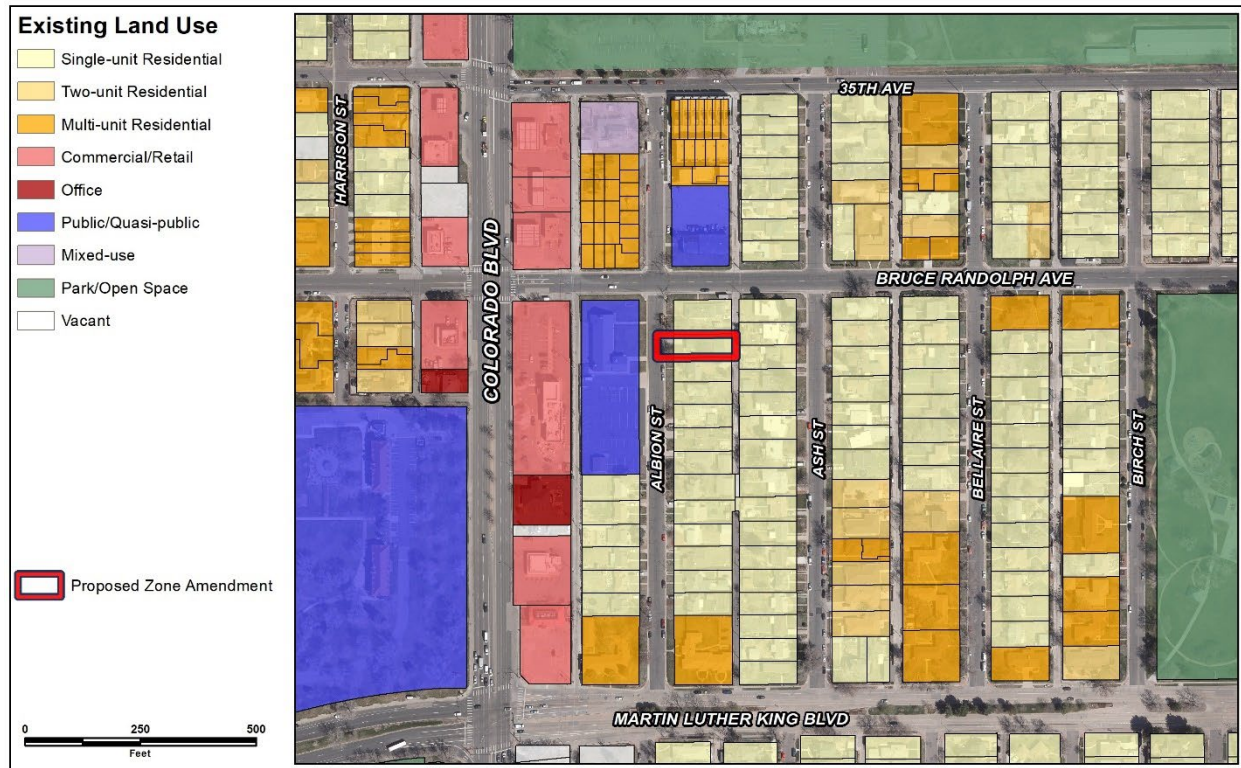 Existing Land Use
Single-unit Residential
Two-unit Residential
Multi-unit Residential
Commercial/Retail
Office
Public/Quasi-public
Mixed-use
Park/Open Space
Vacant
Proposed Zone Amendment
0 250 500
Feet
35TH AVE
HARRISON ST
COLORADO BLVD
BRUCE RANDOLPH AVE
ALBION ST
ASH ST
BELLAIRE ST
BIRCH ST
MARTIN LUTHER KING BLVD